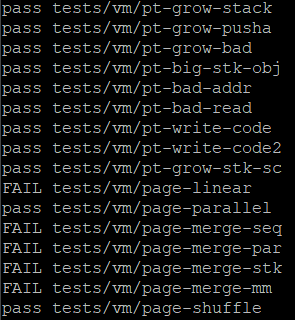 pass tests/vm/pt-grow-stack
pass tests/vm/pt-grow-pusha
pass tests/vm/pt-grow-bad
pass tests/vm/pt-big-stk-obj
pass tests/vm/pt-bad-addr
pass tests/vm/pt-bad-read
pass tests/vm/pt-write-code
pass tests/vm/pt-write-code2
pass tests/vm/pt-grow-stk-sc
FAIL tests/vm/page-linear
pass tests/vm/page-parallel
FAIL tests/vm/page-merge-seq
FAIL tests/vm/page-merge-par
FAIL tests/vm/page-merge-stk
FAIL tests/vm/page-merge-mm
pass tests/vm/page-shuffle